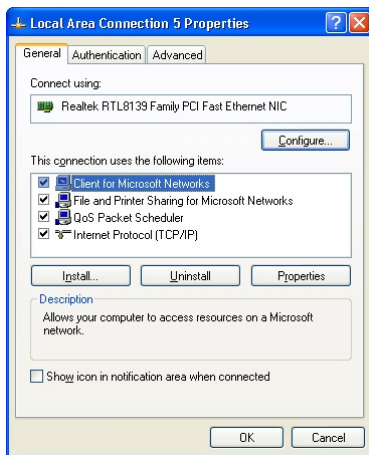 Local Area Connection 5 Properties
General Authentication Advanced
Connect using:
Realtek RTL8139 Family PCI Fast Ethernet NIC
Configure...
This connection uses the following items:
Client for Microsoft Networks
File and Printer Sharing for Microsoft Networks
QoS Packet Scheduler
Internet Protocol (TCP/IP)
Install... Uninstall Properties
Description
Allows your computer to access resources on a Microsoft
network.
Show icon in notification area when connected
OK Cancel